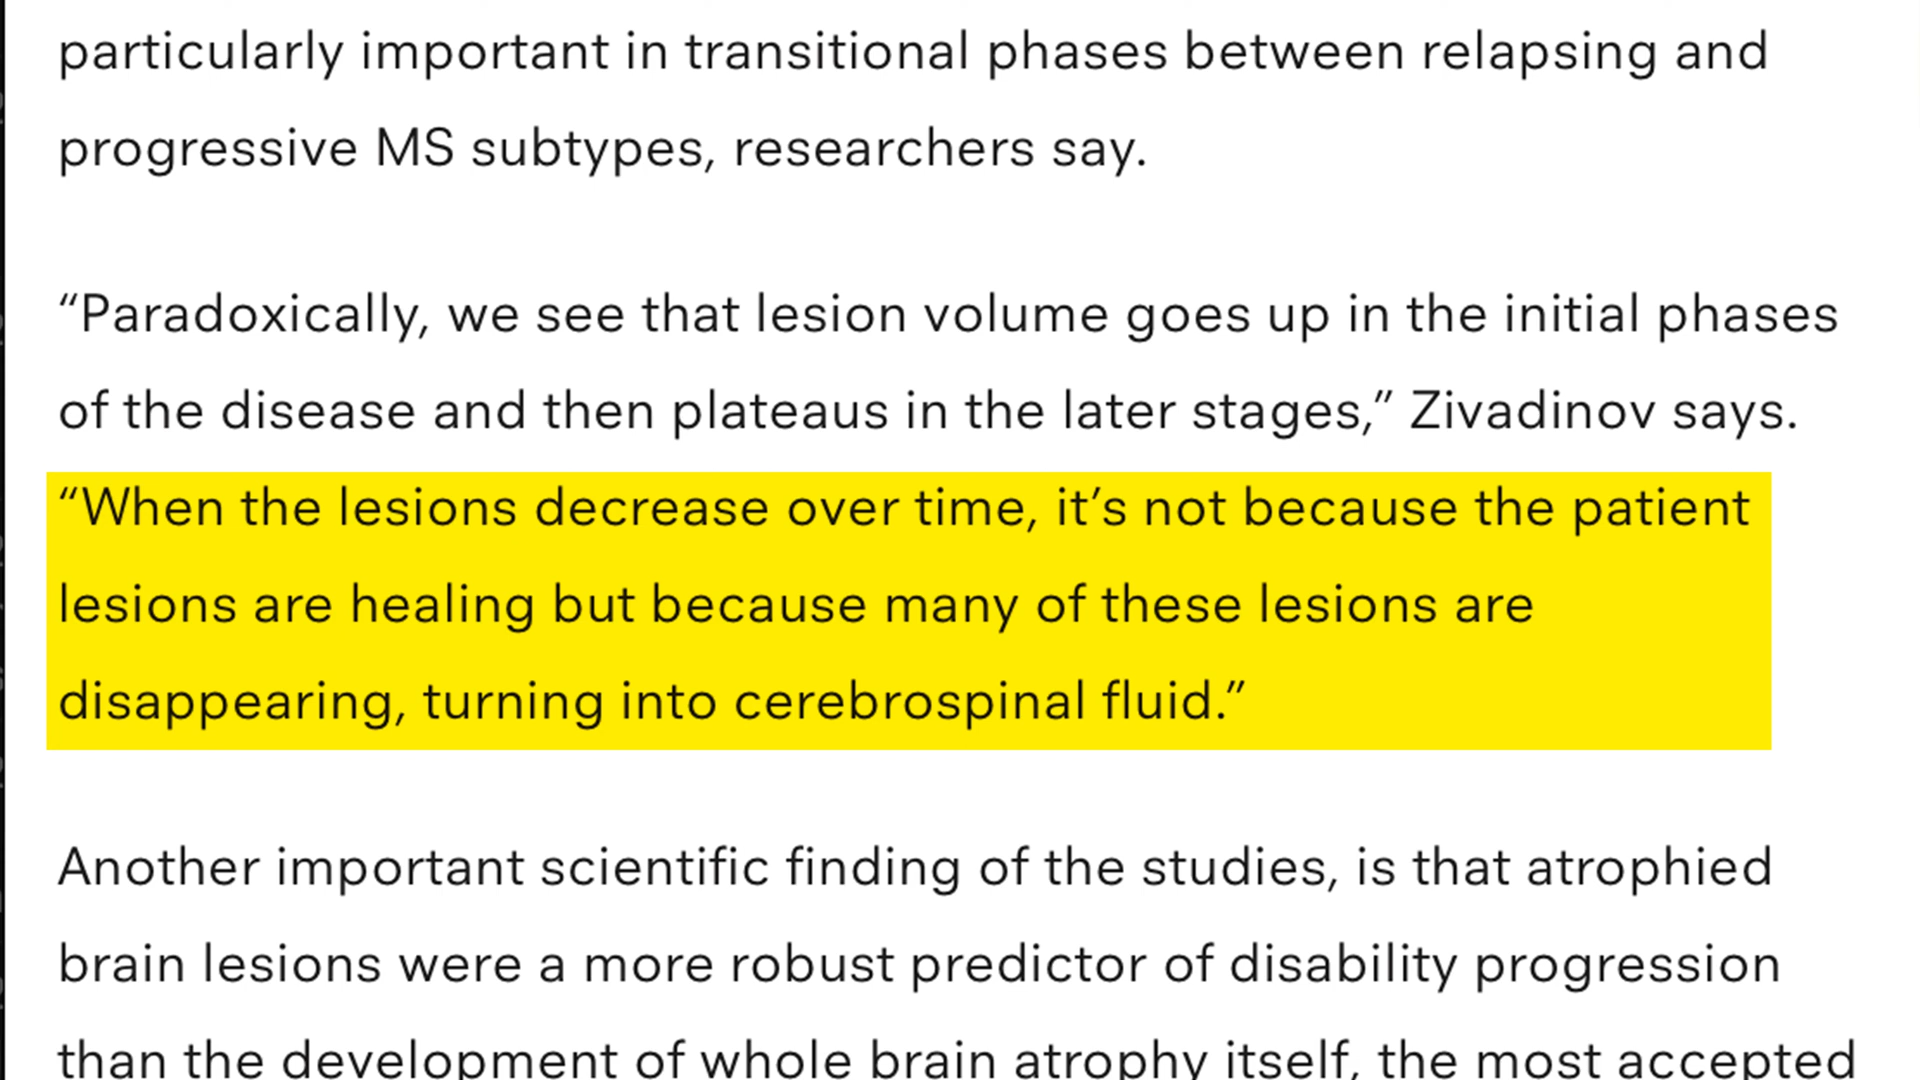 particularly important in transitional phases between relapsing and
progressive MS subtypes, researchers say.
“Paradoxically, we see that lesion volume goes up in the initial phases
of the disease and then plateaus in the later stages,” Zivadinov says.
“When the lesions decrease over time, it’s not because the patient
lesions are healing but because many of these lesions are
disappearing, turning into cerebrospinal fluid.”
Another important scientific finding of the studies, is that atrophied
brain lesions were a more robust predictor of disability progression
than the development of whole brain atrophy itself, the most accepted